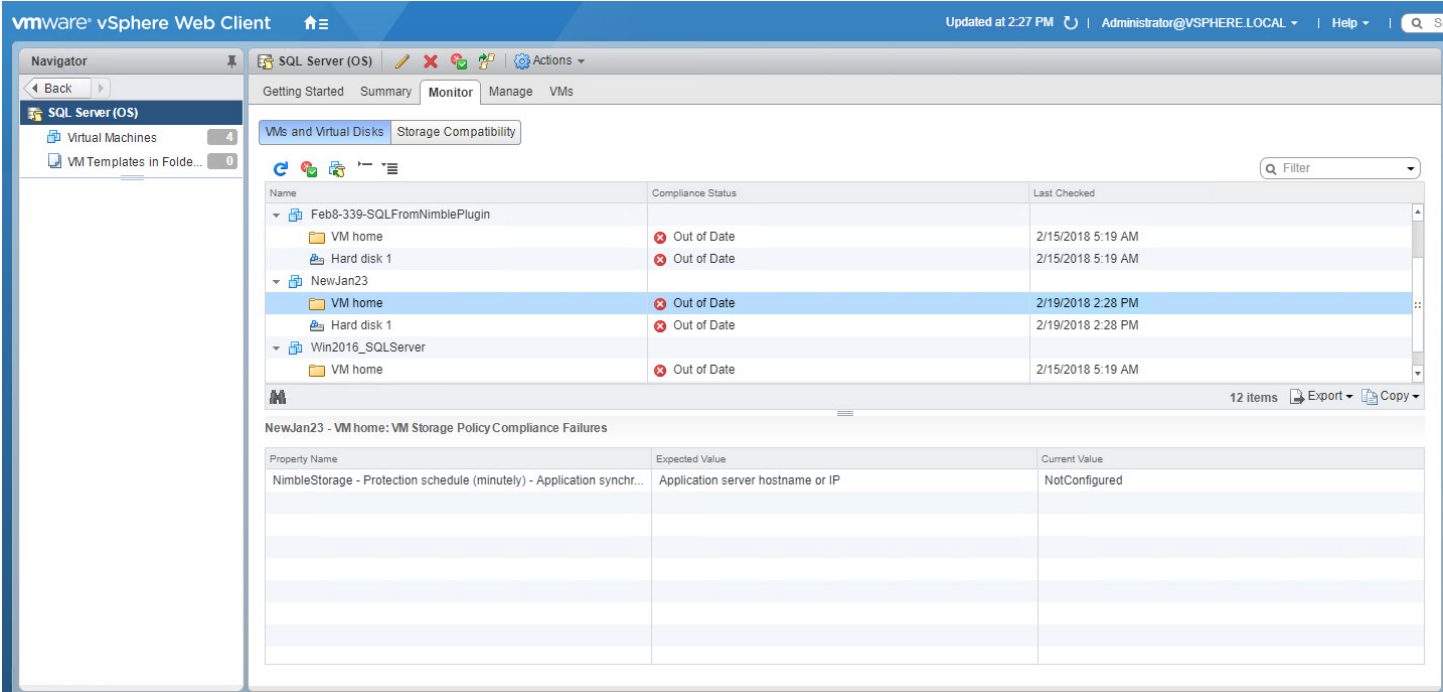 vmware® vSphere Web Client
Updated at 2:27 PM | Administrator@VSPHERE.LOCAL | Help | S
Navigator
Back
SQL Server (OS)
Virtual Machines 4
VM Templates in Folde... 0
SQL Server (OS) Actions
Getting Started Summary Monitor Manage VMs
VMs and Virtual Disks Storage Compatibility
Filter
Name Compliance Status Last Checked
Feb8-339-SQLFromNimblePlugin
VM home Out of Date 2/15/2018 5:19 AM
Hard disk 1 Out of Date 2/15/2018 5:19 AM
NewJan23
VM home Out of Date 2/19/2018 2:28 PM
Hard disk 1 Out of Date 2/19/2018 2:28 PM
Win2016_SQLServer
VM home Out of Date 2/15/2018 5:19 AM
12 items Export Copy
NewJan23 - VM home: VM Storage Policy Compliance Failures
Property Name Expected Value Current Value
NimbleStorage - Protection schedule (minutely) - Application synchr... Application server hostname or IP NotConfigured